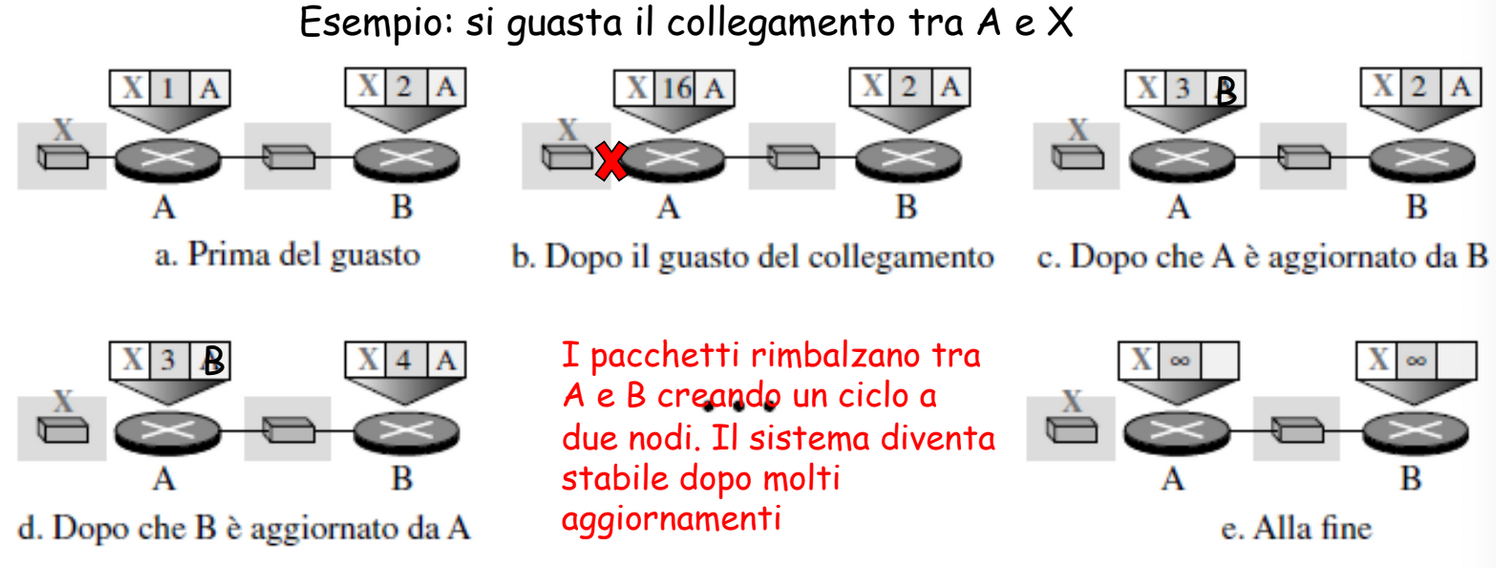 Esempio: si guasta il collegamento tra A e X
X 1 A
X 2 A
X
A
B
a. Prima del guasto
X 16 A
X 2 A
X
A
B
b. Dopo il guasto del collegamento
X 3 B
X 2 A
X
A
B
c. Dopo che A è aggiornato da B
X 3 B
X 4 A
X
A
B
d. Dopo che B è aggiornato da A
I pacchetti rimbalzano tra
A e B creando un ciclo a
due nodi. Il sistema diventa
stabile dopo molti
aggiornamenti
X ∞
X ∞
X
A
B
e. Alla fine